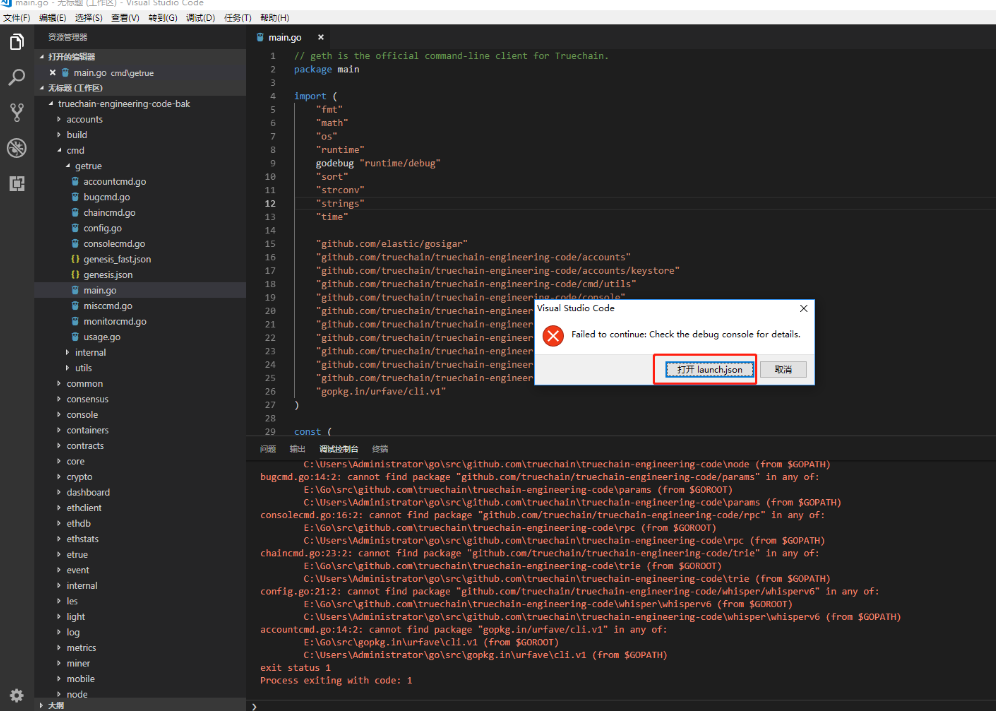 main.go - 无标题 (工作区) - Visual Studio Code
文件(F) 编辑(E) 选择(S) 查看(V) 转到(G) 调试(D) 任务(T) 帮助(H)
资源管理器
打开的编辑器
main.go cmd\getrue
无标题 (工作区)
truechain-engineering-code-bak
accounts
build
cmd
getrue
accountcmd.go
bugcmd.go
chaincmd.go
config.go
consolecmd.go
genesis_fast.json
genesis.json
main.go
misccmd.go
monitorcmd.go
usage.go
internal
utils
common
consensus
console
containers
contracts
core
crypto
dashboard
ethclient
ethdb
ethstats
etrue
event
internal
les
light
log
metrics
miner
mobile
node
大纲
main.go
1 // geth is the official command-line client for Truechain.
2 package main
3
4 import (
5 "fmt"
6 "math"
7 "os"
8 "runtime"
9 godebug "runtime/debug"
10 "sort"
11 "strconv"
12 "strings"
13 "time"
14
15 "github.com/elastic/gosigar"
16 "github.com/truechain/truechain-engineering-code/accounts"
17 "github.com/truechain/truechain-engineering-code/accounts/keystore"
18 "github.com/truechain/truechain-engineering-code/cmd/utils"
19 "github.com/truechain/truechain-engineering-code/console"
20 "github.com/truechain/truechain-engineering
21 "github.com/truechain/truechain-engineering
22 "github.com/truechain/truechain-engineering
23 "github.com/truechain/truechain-engineering
24 "github.com/truechain/truechain-engineering
25 "github.com/truechain/truechain-engineering
26 "gopkg.in/urfave/cli.v1"
27 )
28
29 const (
Visual Studio Code
Failed to continue: Check the debug console for details.
打开 launch.json
取消
问题 输出 调试控制台 终端
C:\Users\Administrator\go\src\github.com\truechain\truechain-engineering-code\node (from $GOPATH)
bugcmd.go:14:2: cannot find package "github.com/truechain/truechain-engineering-code/params" in any of:
E:\Go\src\github.com\truechain\truechain-engineering-code\params (from $GOROOT)
C:\Users\Administrator\go\src\github.com\truechain\truechain-engineering-code\params (from $GOPATH)
consolecmd.go:16:2: cannot find package "github.com/truechain/truechain-engineering-code/rpc" in any of:
E:\Go\src\github.com\truechain\truechain-engineering-code\rpc (from $GOROOT)
C:\Users\Administrator\go\src\github.com\truechain\truechain-engineering-code\rpc (from $GOPATH)
chaincmd.go:23:2: cannot find package "github.com/truechain/truechain-engineering-code/trie" in any of:
E:\Go\src\github.com\truechain\truechain-engineering-code\trie (from $GOROOT)
C:\Users\Administrator\go\src\github.com\truechain\truechain-engineering-code\trie (from $GOPATH)
config.go:21:2: cannot find package "github.com/truechain/truechain-engineering-code/whisper/whisperv6" in any of:
E:\Go\src\github.com\truechain\truechain-engineering-code\whisper\whisperv6 (from $GOROOT)
C:\Users\Administrator\go\src\github.com\truechain\truechain-engineering-code\whisper\whisperv6 (from $GOPATH)
accountcmd.go:14:2: cannot find package "gopkg.in/urfave/cli.v1" in any of:
E:\Go\src\gopkg.in\urfave\cli.v1 (from $GOROOT)
C:\Users\Administrator\go\src\gopkg.in\urfave\cli.v1 (from $GOPATH)
exit status 1
Process exiting with code: 1